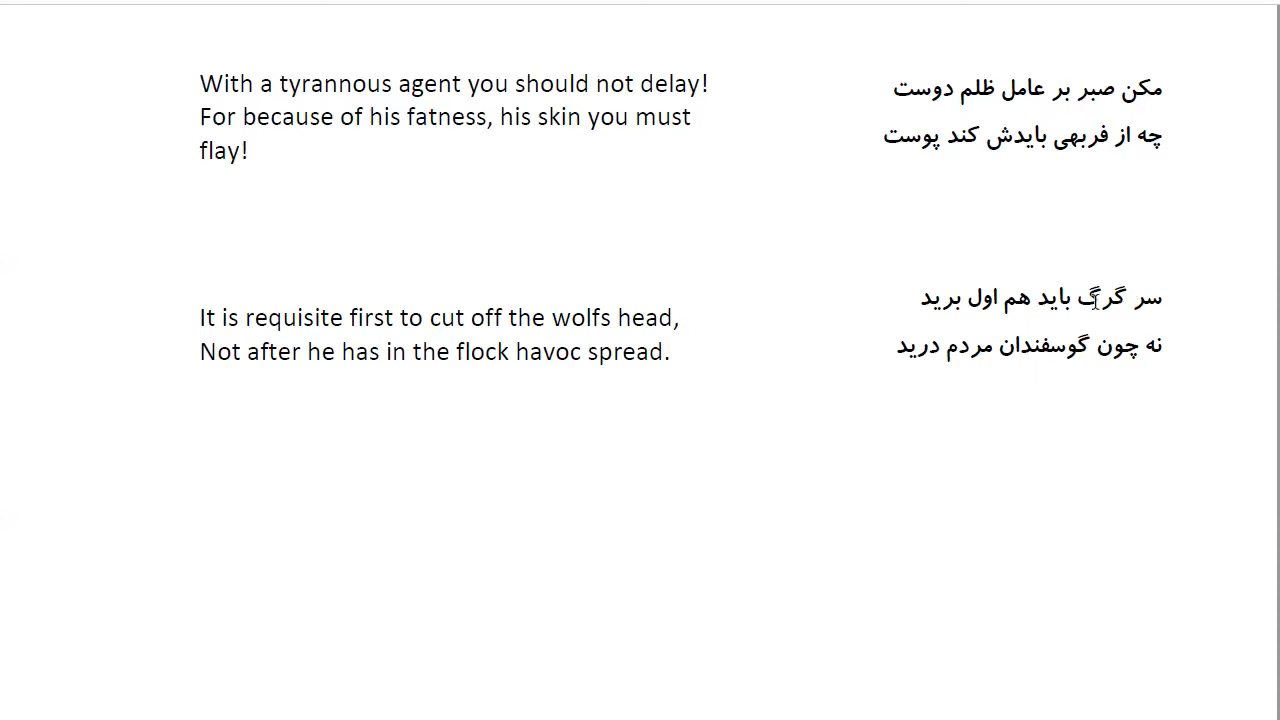 With a tyrannous agent you should not delay!
For because of his fatness, his skin you must
flay!
مکن صبر بر عامل ظلم دوست
چه از فربهی بایدش کند پوست
It is requisite first to cut off the wolfs head,
Not after he has in the flock havoc spread.
سر گرگ باید هم اول برید
نه چون گوسفندان مردم درید